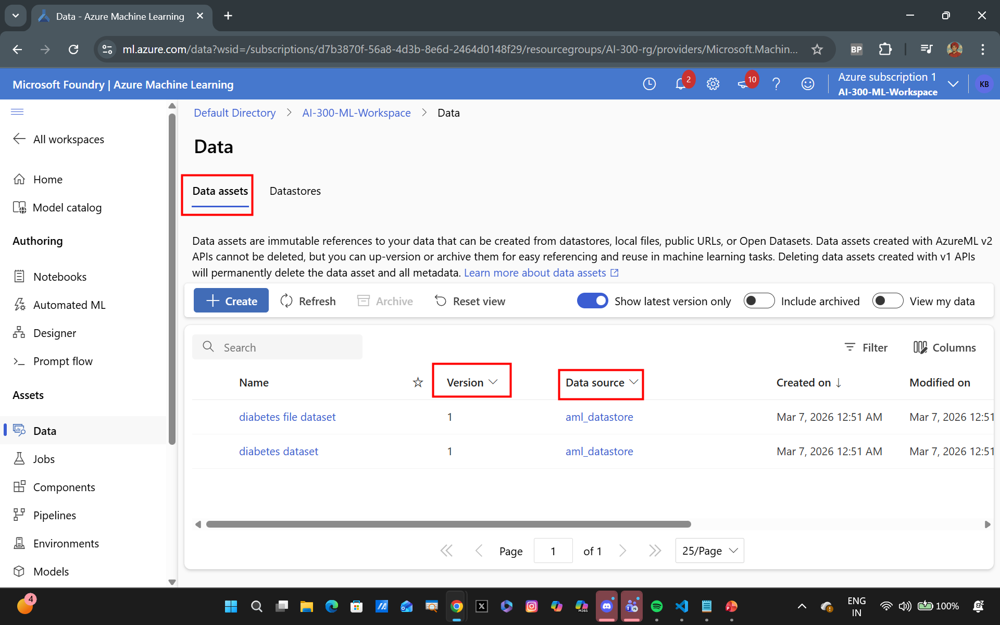 Data - Azure Machine Learning
ml.azure.com/data?wsid=/subscriptions/d7b3870f-56a8-4d3b-8e6d-2464d0148f29/resourcegroups/AI-300-rg/providers/Microsoft.Machin...
BP
Microsoft Foundry | Azure Machine Learning
2
10
Azure subscription 1
AI-300-ML-Workspace
KB
All workspaces
Home
Model catalog
Authoring
Notebooks
Automated ML
Designer
Prompt flow
Assets
Data
Jobs
Components
Pipelines
Environments
Models
Default Directory > AI-300-ML-Workspace > Data
Data
Data assets
Datastores
Data assets are immutable references to your data that can be created from datastores, local files, public URLs, or Open Datasets. Data assets created with AzureML v2
APIs cannot be deleted, but you can up-version or archive them for easy referencing and reuse in machine learning tasks. Deleting data assets created with v1 APIs
will permanently delete the data asset and all metadata. Learn more about data assets
Create
Refresh
Archive
Reset view
Show latest version only
Include archived
View my data
Search
Filter
Columns
Name Version Data source Created on Modified on
diabetes file dataset 1 aml_datastore Mar 7, 2026 12:51 AM Mar 7, 2026 12:51
diabetes dataset 1 aml_datastore Mar 7, 2026 12:51 AM Mar 7, 2026 12:51
Page 1 of 1 25/Page
4
M365
ENG
IN
100%